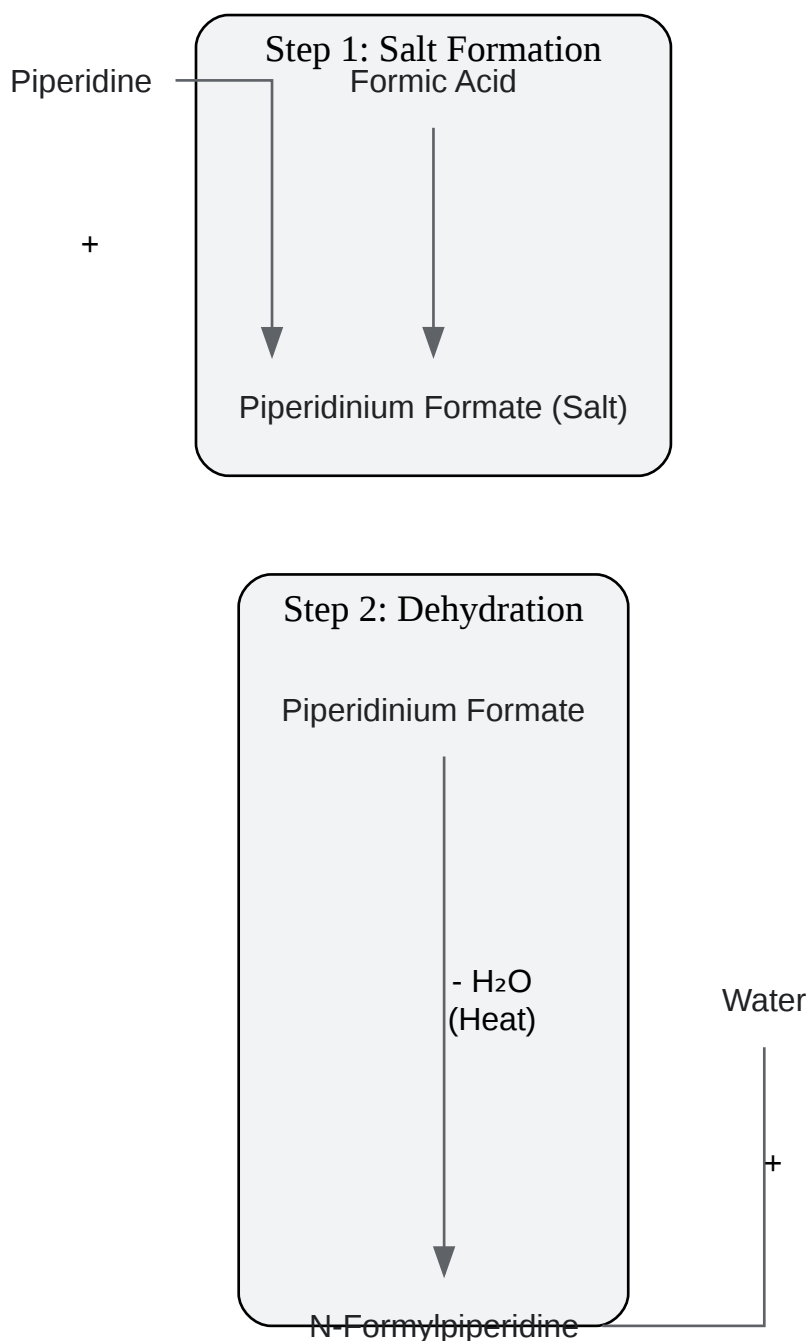 Step 1: Salt Formation
Piperidine
Formic Acid
+
Piperidinium Formate (Salt)
Step 2: Dehydration
Piperidinium Formate
- H₂O
(Heat)
Water
+
N-Formylpiperidine